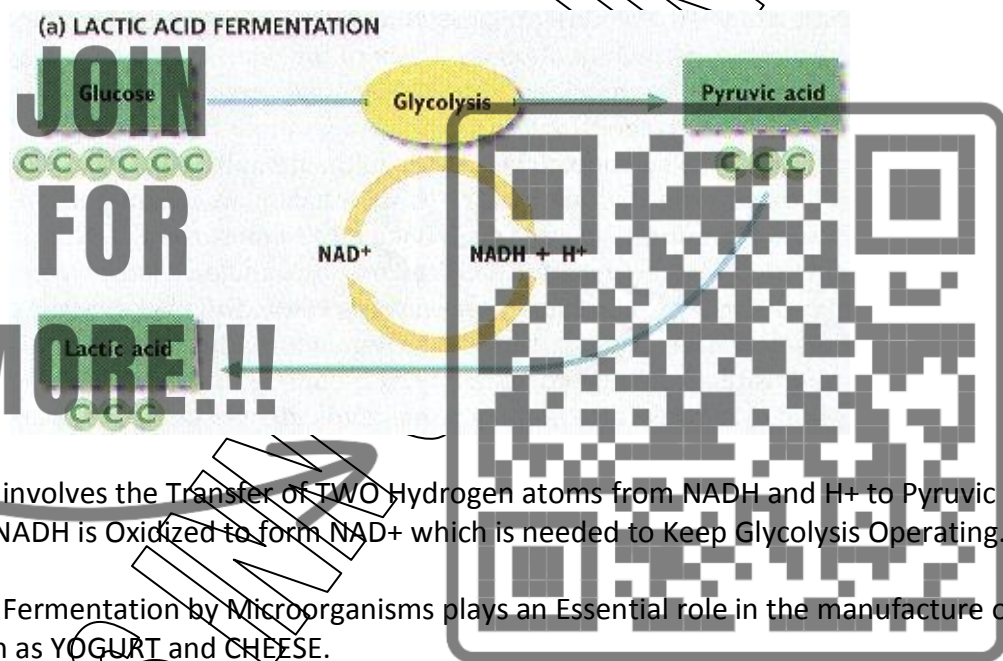 (a) LACTIC ACID FERMENTATION
JOIN
Glucose
Glycolysis
Pyruvic acid
C C C C C C
C C C
FOR
NAD⁺
NADH + H⁺
MORE!!!
Lactic acid
C C C
involves the Transfer of TWO Hydrogen atoms from NADH and H+ to Pyruvic
NADH is Oxidized to form NAD+ which is needed to Keep Glycolysis Operating.
Fermentation by Microorganisms plays an Essential role in the manufacture
as YOGURT and CHEESE.